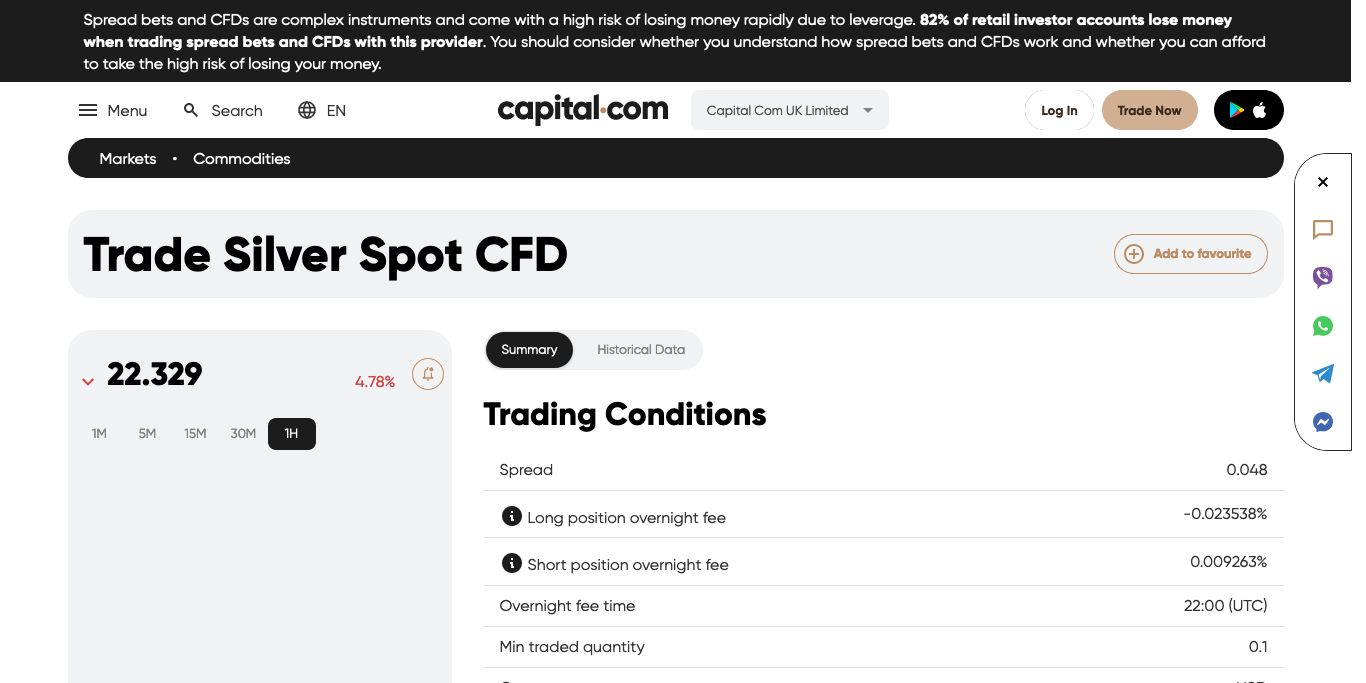 Spread bets and CFDs are complex instruments and come with a high risk of losing money rapidly due to leverage. 82% of retail investor accounts lose money
when trading spread bets and CFDs with this provider. You should consider whether you understand how spread bets and CFDs work and whether you can afford
to take the high risk of losing your money.
Menu Search EN capital.com Capital Com UK Limited Log In Trade Now
Markets • Commodities
Trade Silver Spot CFD
Add to favourite
22.329 4.78%
1M 5M 15M 30M 1H
Summary Historical Data
Trading Conditions
Spread 0.048
Long position overnight fee -0.023538%
Short position overnight fee 0.009263%
Overnight fee time 22:00 (UTC)
Min traded quantity 0.1